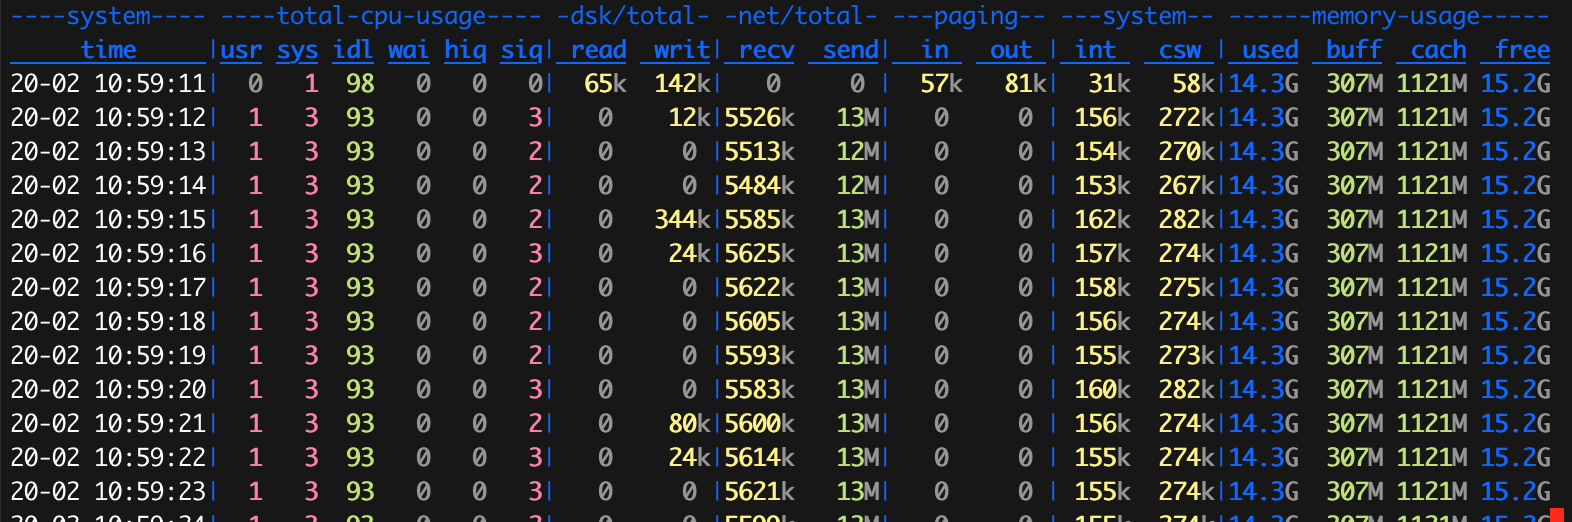 ----system---- ----total-cpu-usage---- -dsk/total- -net/total- ---paging-- ---system-- ------memory-usage-----
     time     |usr sys idl wai hiq siq| read  writ| recv  send|  in   out | int   csw | used  buff  cach  free
20-02 10:59:11|  0   1  98   0   0   0|  65k  142k|   0     0 |  57k   81k|  31k   58k|14.3G  307M 1121M 15.2G
20-02 10:59:12|  1   3  93   0   0   3|   0    12k|5526k   13M|   0     0 | 156k  272k|14.3G  307M 1121M 15.2G
20-02 10:59:13|  1   3  93   0   0   2|   0     0 |5513k   12M|   0     0 | 154k  270k|14.3G  307M 1121M 15.2G
20-02 10:59:14|  1   3  93   0   0   2|   0     0 |5484k   12M|   0     0 | 153k  267k|14.3G  307M 1121M 15.2G
20-02 10:59:15|  1   3  93   0   0   2|   0   344k|5585k   13M|   0     0 | 162k  282k|14.3G  307M 1121M 15.2G
20-02 10:59:16|  1   3  93   0   0   3|   0    24k|5625k   13M|   0     0 | 157k  274k|14.3G  307M 1121M 15.2G
20-02 10:59:17|  1   3  93   0   0   2|   0     0 |5622k   13M|   0     0 | 158k  275k|14.3G  307M 1121M 15.2G
20-02 10:59:18|  1   3  93   0   0   2|   0     0 |5605k   13M|   0     0 | 156k  274k|14.3G  307M 1121M 15.2G
20-02 10:59:19|  1   3  93   0   0   2|   0     0 |5593k   13M|   0     0 | 155k  273k|14.3G  307M 1121M 15.2G
20-02 10:59:20|  1   3  93   0   0   3|   0     0 |5583k   13M|   0     0 | 160k  282k|14.3G  307M 1121M 15.2G
20-02 10:59:21|  1   3  93   0   0   2|   0    80k|5600k   13M|   0     0 | 156k  274k|14.3G  307M 1121M 15.2G
20-02 10:59:22|  1   3  93   0   0   3|   0    24k|5614k   13M|   0     0 | 155k  274k|14.3G  307M 1121M 15.2G
20-02 10:59:23|  1   3  93   0   0   3|   0     0 |5621k   13M|   0     0 | 155k  274k|14.3G  307M 1121M 15.2G